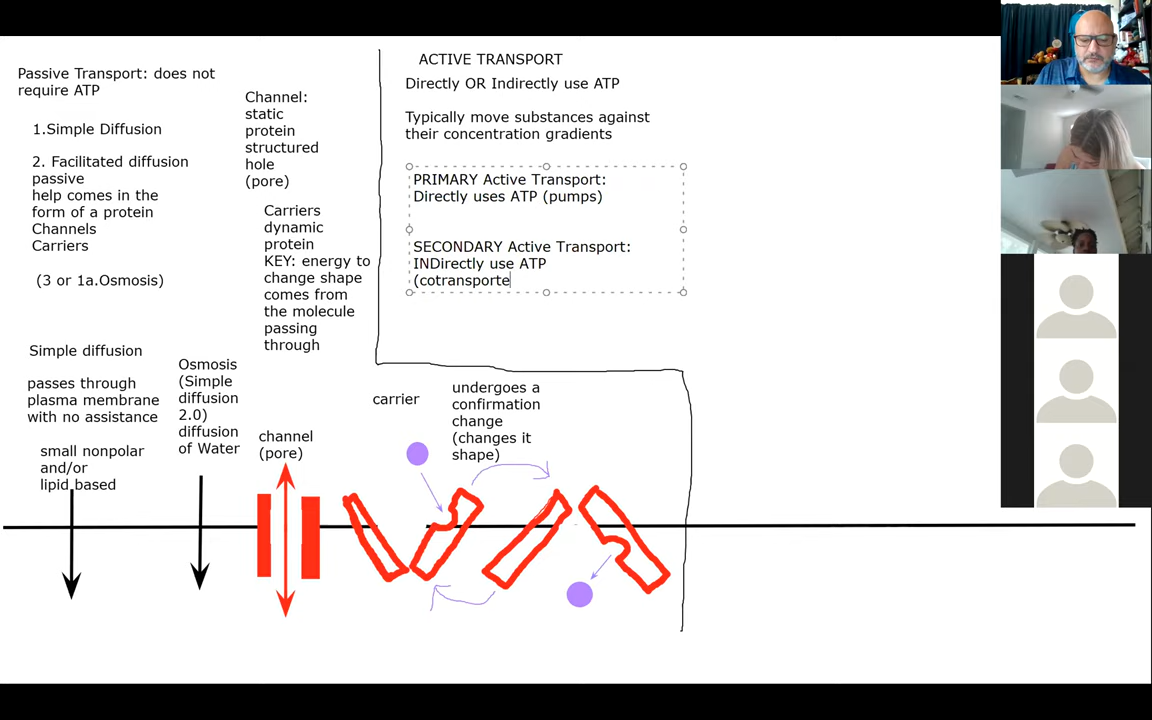 Passive Transport: does not
require ATP
1.Simple Diffusion
2. Facilitated diffusion
passive
help comes in the
form of a protein
Channels
Carriers
(3 or 1a.Osmosis)
Channel:
static
protein
structured
hole
(pore)
Carriers
dynamic
protein
KEY: energy to
change shape
comes from
the molecule
passing
through
ACTIVE TRANSPORT
Directly OR Indirectly use ATP
Typically move substances against
their concentration gradients
PRIMARY Active Transport:
Directly uses ATP (pumps)
SECONDARY Active Transport:
INDirectly use ATP
(cotransporte
Simple diffusion
passes through
plasma membrane
with no assistance
small nonpolar
and/or
lipid based
Osmosis
(Simple
diffusion
2.0)
diffusion
of Water
channel
(pore)
carrier
undergoes a
confirmation
change
(changes it
shape)